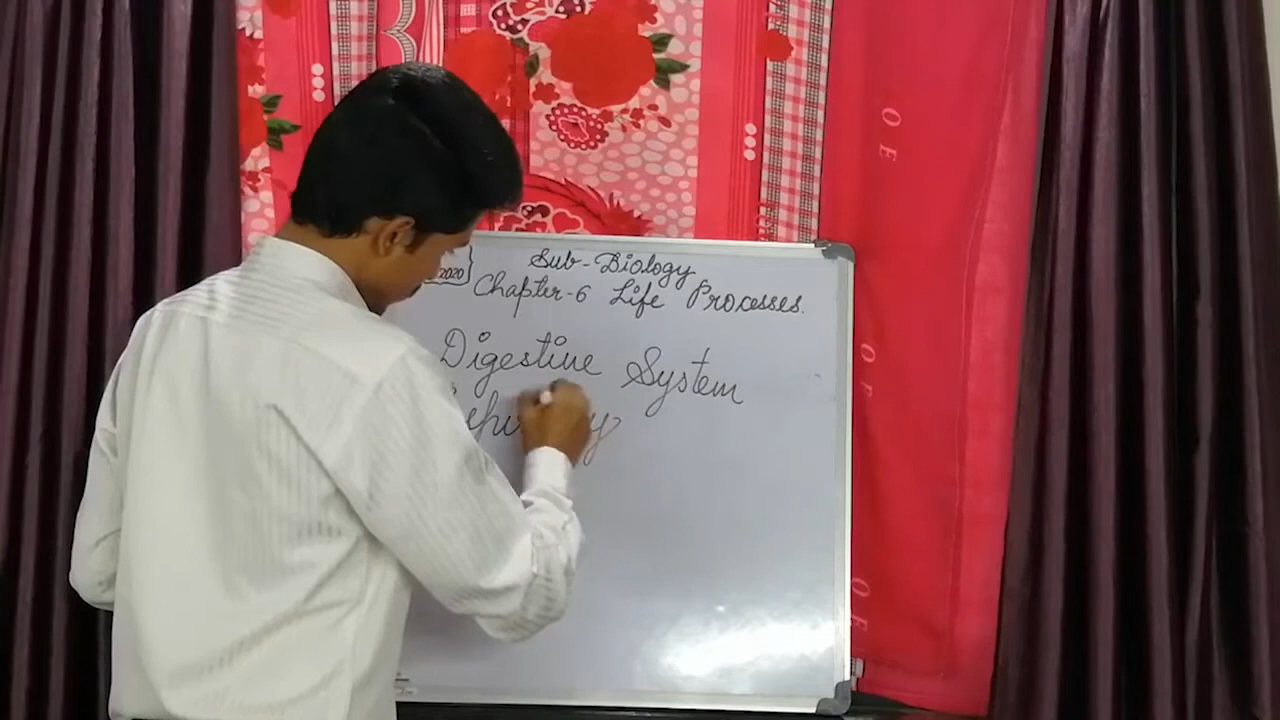 2020
Sub-Biology
Chapter-6 Life Processes.
Digestive System
O E
O E
O E